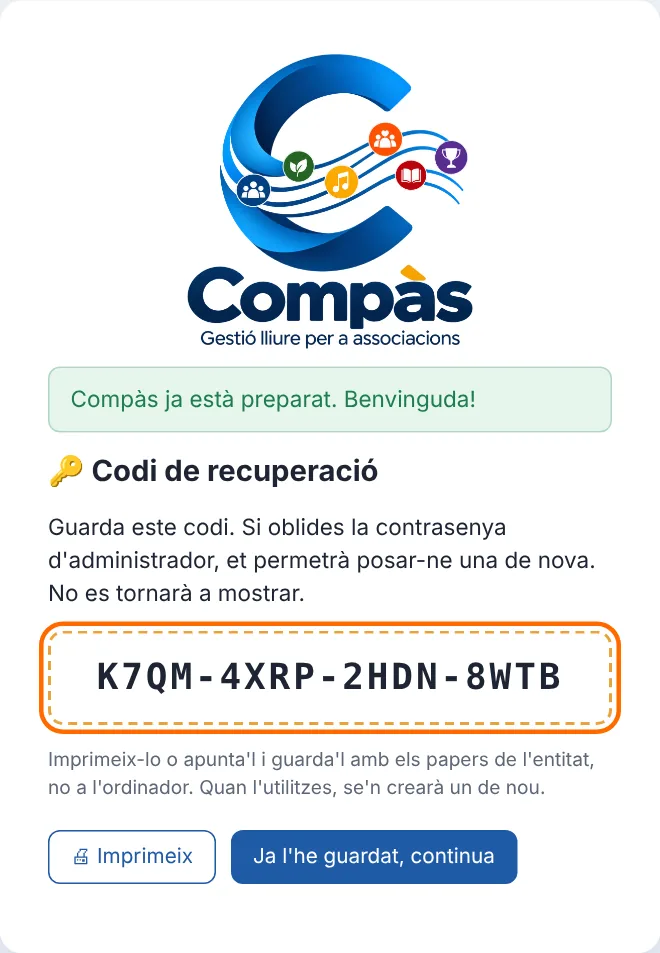 Compàs
Gestió lliure per a associacions
Compàs ja està preparat. Benvinguda!
🔑 Codi de recuperació
Guarda este codi. Si oblides la contrasenya
d'administrador, et permetrà posar-ne una de nova.
No es tornarà a mostrar.
K7QM-4XRP-2HDN-8WTB
Imprimeix-lo o apunta'l i guarda'l amb els papers de l'entitat,
no a l'ordinador. Quan l'utilitzes, se'n crearà un de nou.
🖨 Imprimeix
Ja l'he guardat, continua